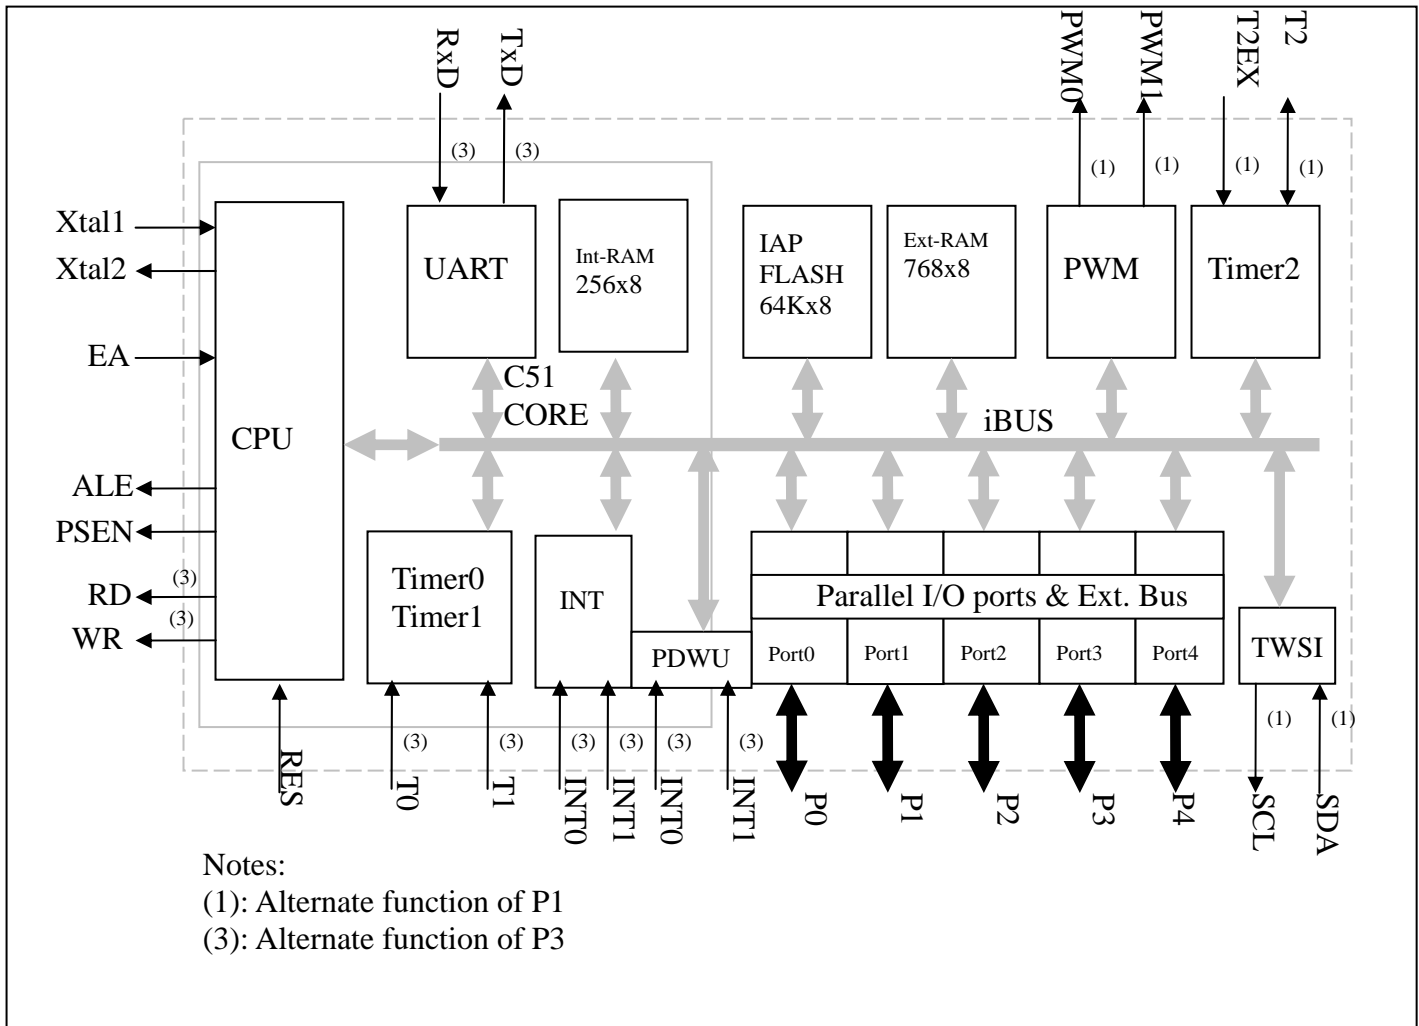 RxD
TxD
PWM0
PWM1
T2EX
T2
(3)
(3)
(1)
(1)
(1)
(1)
Xtal1
Xtal2
EA
ALE
PSEN
RD
(3)
WR
(3)
CPU
UART
Int-RAM
256x8
IAP
FLASH
64Kx8
Ext-RAM
768x8
PWM
Timer2
C51
CORE
iBUS
Timer0
Timer1
INT
PDWU
Parallel I/O ports & Ext. Bus
Port0
Port1
Port2
Port3
Port4
TWSI
(3)
(3)
(3)
(3)
(3)
(3)
(1)
(1)
RES
T0
T1
INT0
INT1
INT0
INT1
P0
P1
P2
P3
P4
SCL
SDA
Notes:
(1): Alternate function of P1
(3): Alternate function of P3